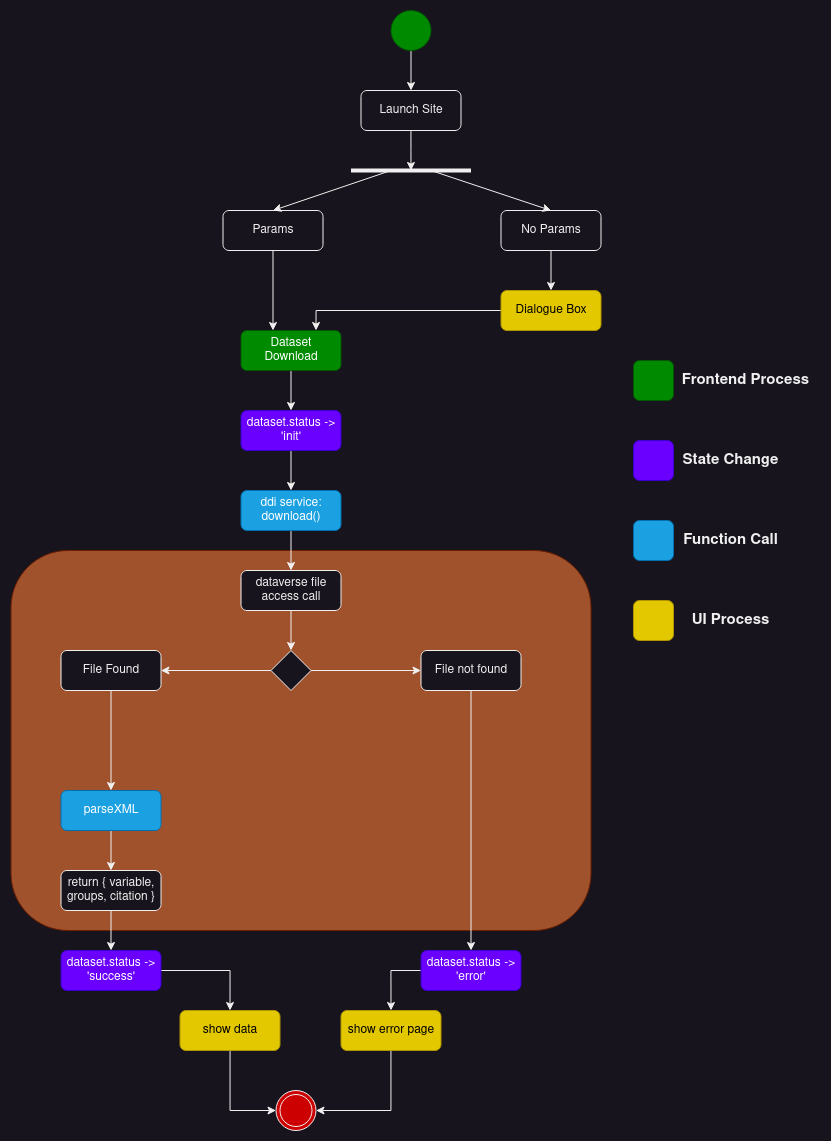 Launch Site
Params
No Params
Dialogue Box
Dataset
Download
dataset.status ->
'init'
ddi service:
download()
dataverse file
access call
File Found
File not found
parseXML
return { variable,
groups, citation }
dataset.status ->
'success'
dataset.status ->
'error'
show data
show error page
Frontend Process
State Change
Function Call
UI Process